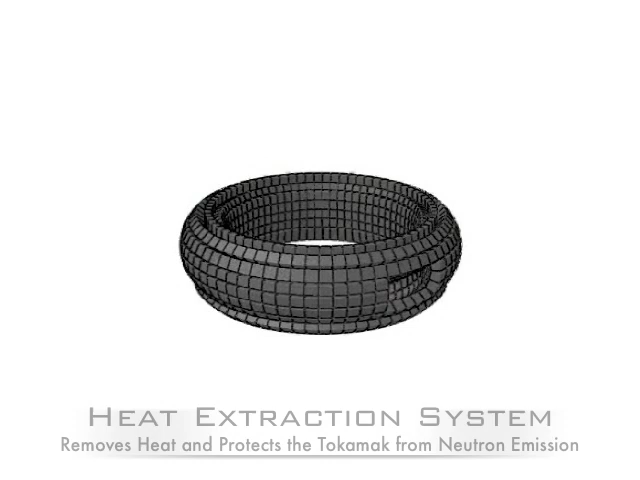 Heat Extraction System
Removes Heat and Protects the Tokamak from Neutron Emission